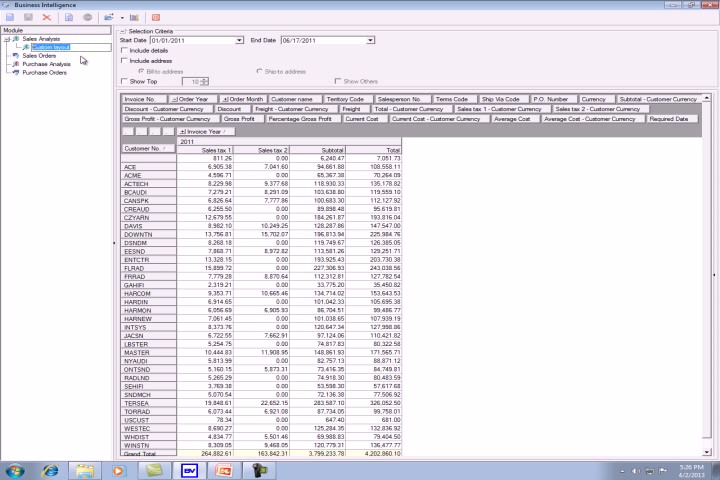 Business Intelligence
Module
Sales Analysis
Custom layout
Sales Orders
Purchase Analysis
Purchase Orders
Selection Criteria
Start Date 01/01/2011 End Date 06/17/2011
Include details
Include address
Bill-to address Ship-to address
Show Top 10 Show Others
Invoice No. Order Year Order Month Customer name Territory Code Salesperson No. Terms Code Ship Via Code P.O. Number Currency Subtotal - Customer Currency
Discount - Customer Currency Discount Freight - Customer Currency Freight Total - Customer Currency Sales tax 1 - Customer Currency Sales tax 2 - Customer Currency
Gross Profit - Customer Currency Gross Profit Percentage Gross Profit Current Cost Current Cost - Customer Currency Average Cost Average Cost - Customer Currency Required Date
Invoice Year
2011
Customer No. Sales tax 1 Sales tax 2 Subtotal Total
811.26 0.00 6,240.47 7,051.73
ACE 6,905.38 7,041.60 94,661.88 108,558.11
ACME 4,596.71 0.00 65,367.38 70,264.09
ACTECH 8,229.98 9,377.68 118,930.33 135,178.82
BCAUDI 7,279.21 8,291.09 103,638.80 119,559.10
CANSPK 6,826.64 7,777.86 100,683.30 112,127.92
CREAUD 6,255.50 0.00 89,898.48 95,619.81
CZYARN 12,679.55 0.00 184,261.87 193,816.04
DAVIS 8,982.10 10,249.25 128,287.86 147,547.00
DOWNTN 13,756.81 15,702.07 196,813.94 225,984.76
DSNDM 8,268.18 0.00 119,749.67 126,385.05
EESND 7,868.71 8,972.82 113,581.26 129,251.71
ENTCTR 13,328.15 0.00 193,925.43 203,730.38
FLRAD 15,899.72 0.00 227,306.93 243,038.56
FRRAD 7,779.28 8,870.64 112,312.81 127,782.54
GAHIFI 2,319.21 0.00 33,775.20 35,450.82
HARCOM 9,353.71 10,665.46 134,714.02 153,643.53
HARDIN 6,914.65 0.00 101,042.33 105,695.38
HARMON 6,056.69 6,905.93 86,704.51 99,486.77
HARNEW 7,061.45 0.00 101,038.65 107,939.19
INTSYS 8,373.76 0.00 120,647.34 127,998.86
JACSN 6,722.55 7,662.91 97,124.06 110,421.82
LBSTER 5,254.75 0.00 74,817.83 80,322.58
MASTER 10,444.83 11,908.95 148,861.93 171,565.71
NYAUDI 5,813.99 0.00 82,757.13 88,871.12
ONTSND 5,160.15 5,873.31 73,416.35 84,749.81
RADLND 5,265.29 0.00 74,918.30 80,483.59
SEHIFI 3,769.38 0.00 53,598.30 57,617.68
SNDMCH 5,070.54 0.00 72,136.38 77,506.92
TERSEA 19,848.61 22,652.15 283,587.10 326,052.50
TORRAD 6,073.44 6,921.08 87,734.05 99,758.01
USCUST 78.34 0.00 647.40 681.00
WESTEC 8,690.27 0.00 125,284.35 132,836.92
WHDIST 4,834.77 5,501.46 69,988.83 79,404.50
WINSTN 8,309.05 9,468.05 120,779.31 136,477.77
Grand Total 264,882.61 163,842.31 3,799,233.78 4,202,860.10
BV
5:26 PM
6/2/2013